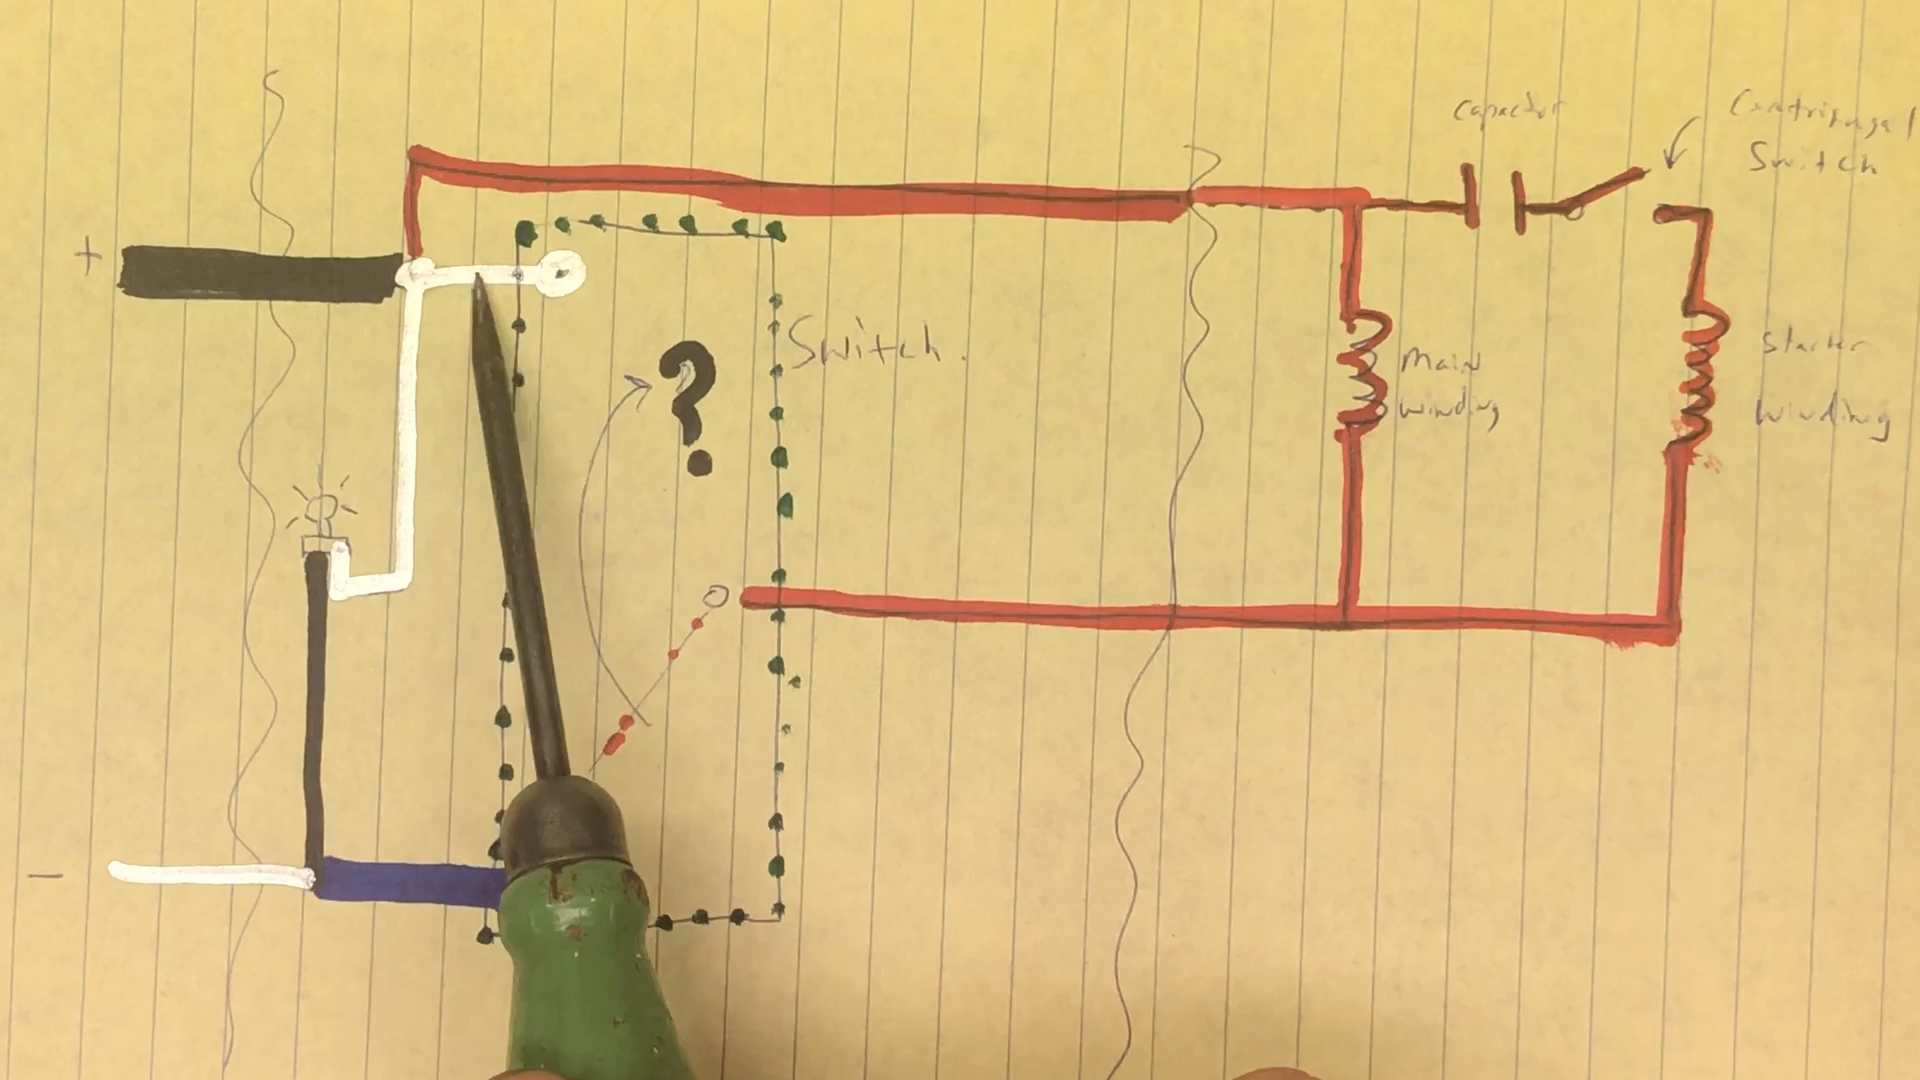 Capacitor
Centrifugal
Switch
+
?
Switch.
Main
winding
Starter
Winding
-